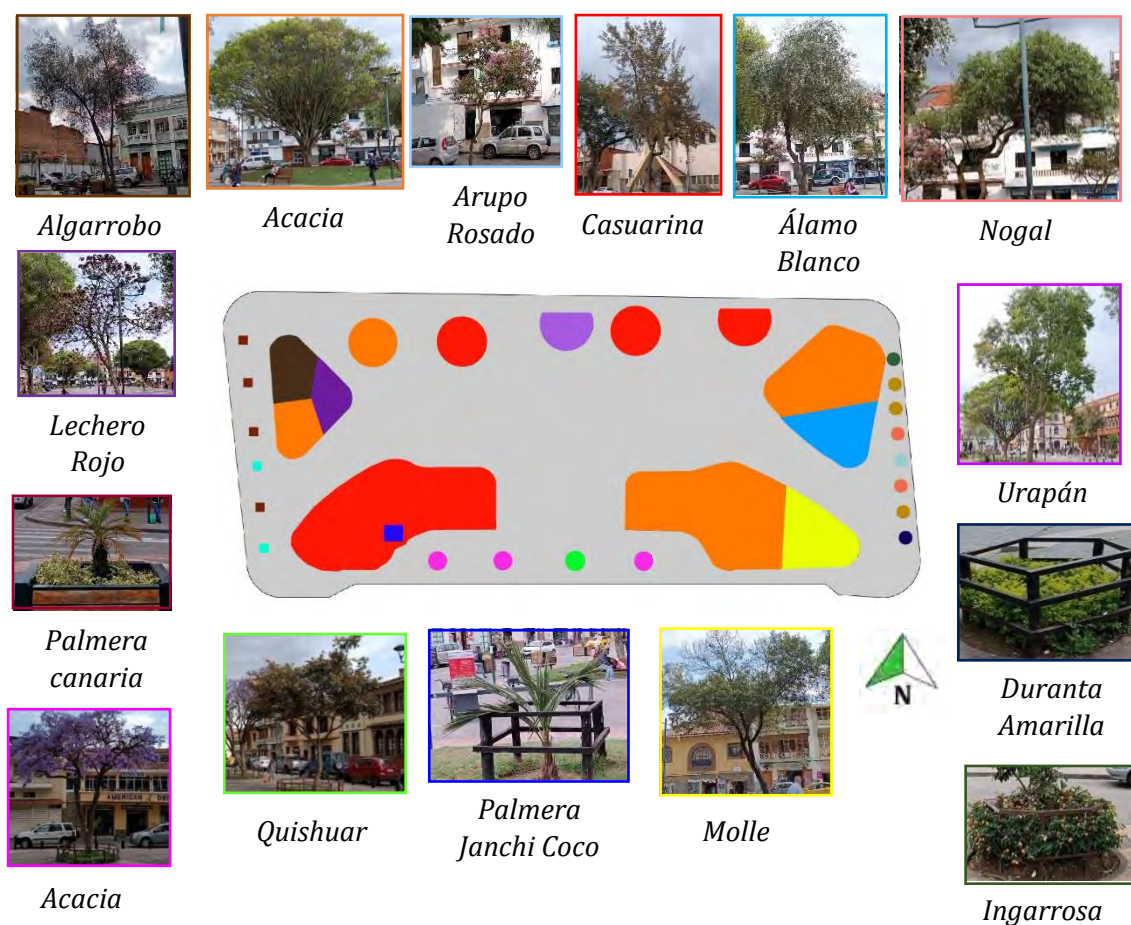 Algarrobo
Acacia
Arupo
Rosado
Casuarina
Álamo
Blanco
Nogal
Lechero
Rojo
Urapán
Palmera
canaria
Duranta
Amarilla
N
Acacia
Quishuar
AMERICAN
Palmera
Janchi Coco
Molle
Ingarrosa